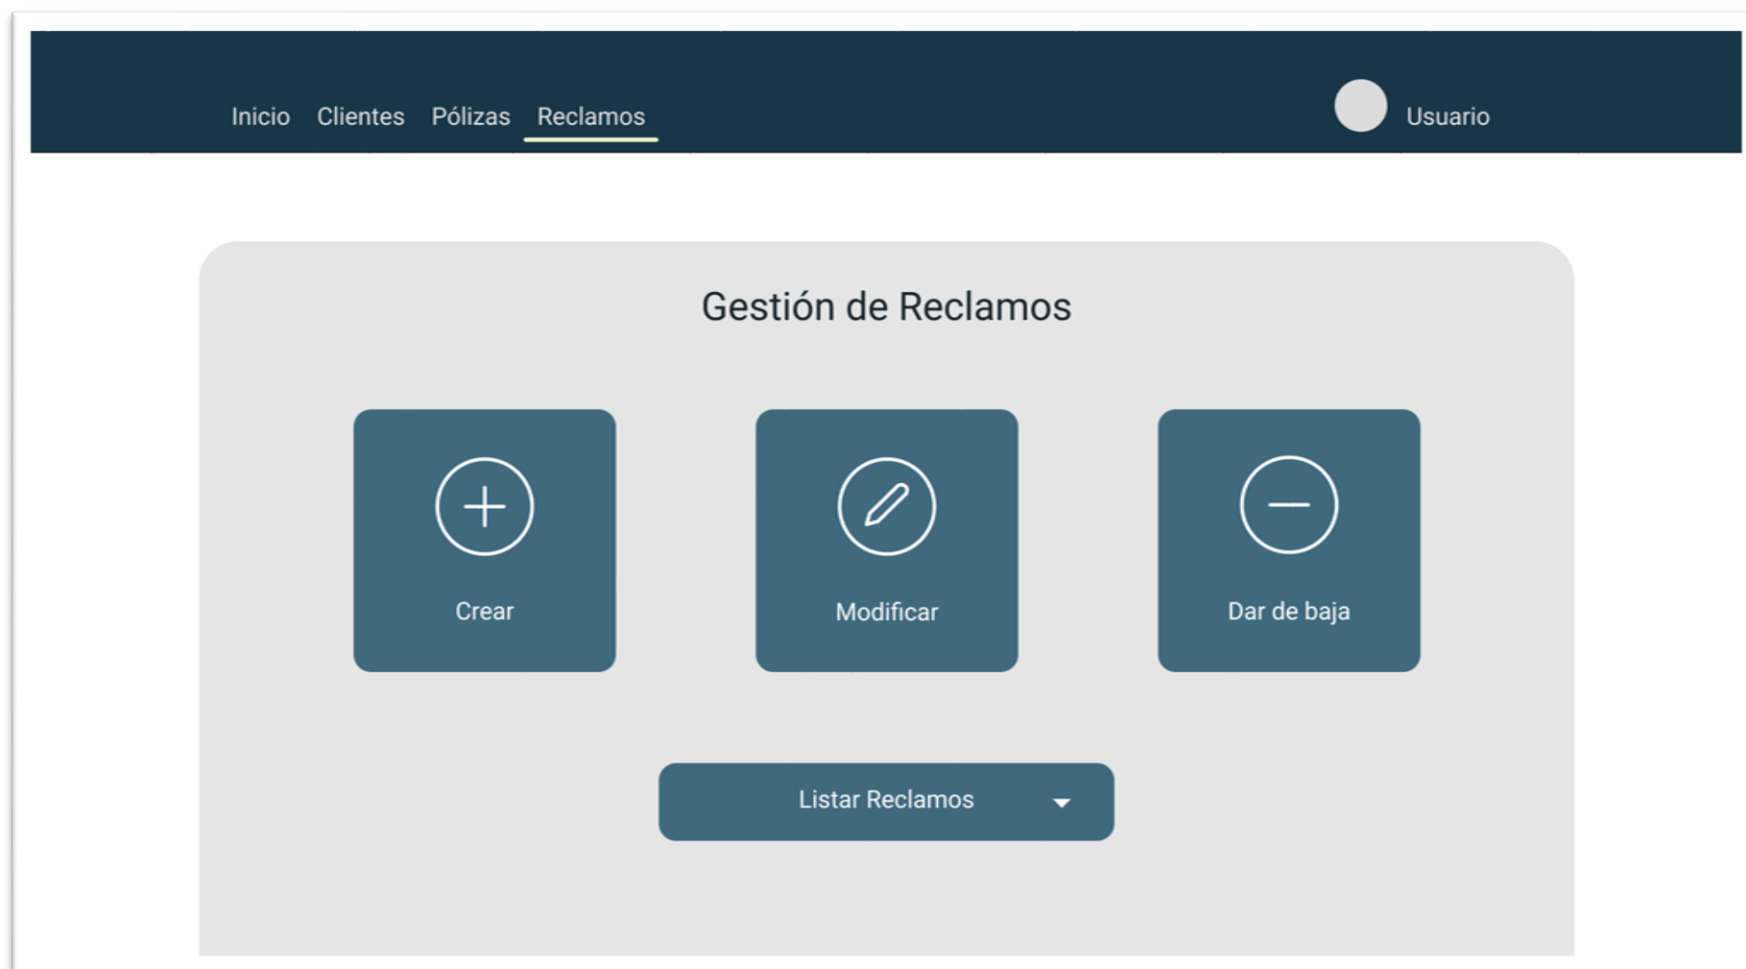 Inicio Clientes Pólizas Reclamos Usuario
Gestión de Reclamos
Crear Modificar Dar de baja
Listar Reclamos